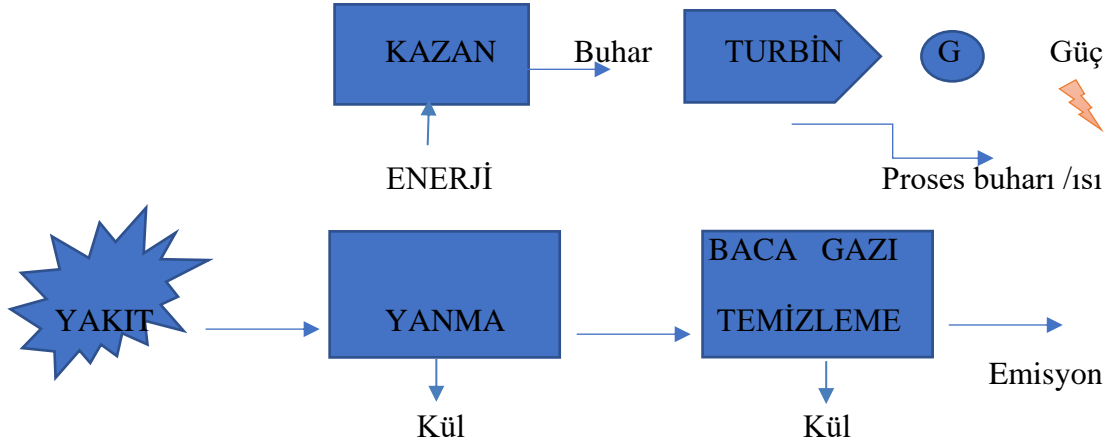 KAZAN Buhar TURBİN G Güç
ENERJİ Proses buharı /ısı
BACA GAZI
YAKIT YANMA TEMİZLEME
Emisyon
Kül Kül